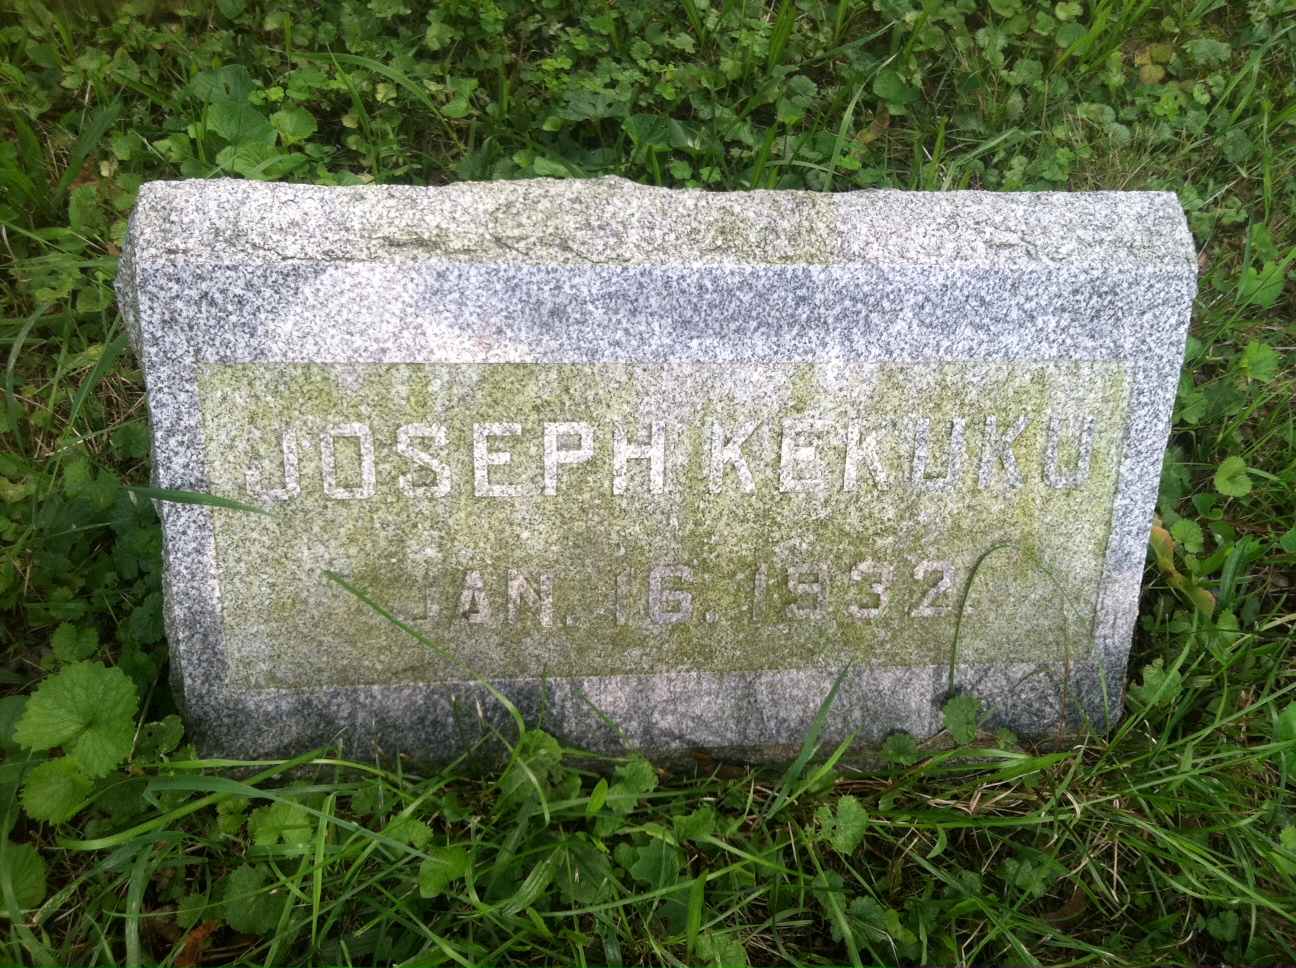 JOSEPH KEKUKU
JAN. 16. 1932.